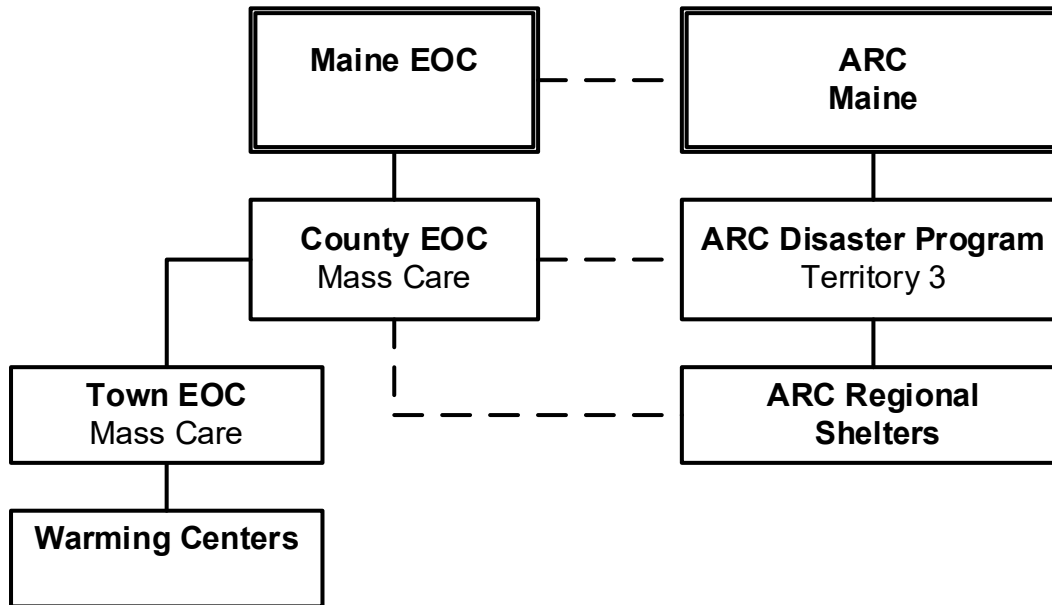 Maine EOC
ARC
Maine
County EOC
Mass Care
ARC Disaster Program
Territory 3
Town EOC
Mass Care
ARC Regional
Shelters
Warming Centers